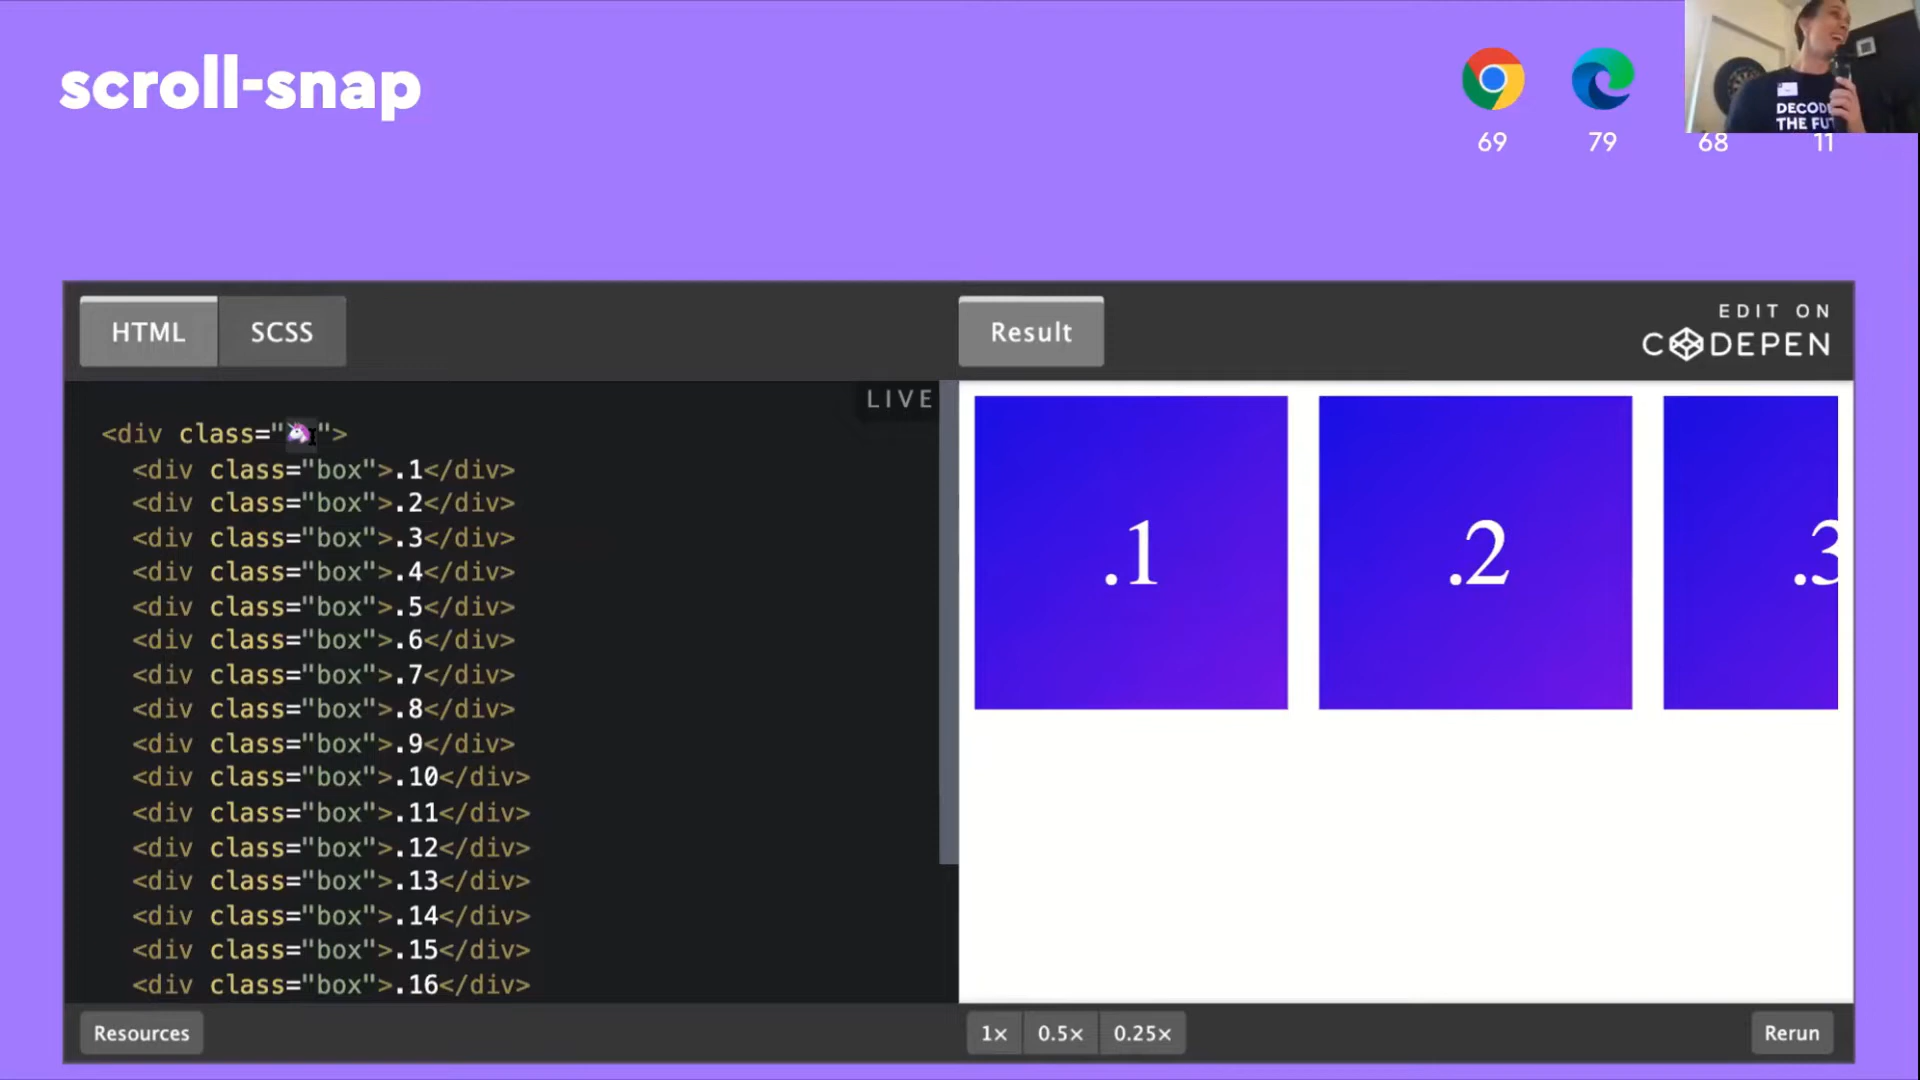 scroll-snap
69 79 68 11
DECODE
THE FUT
HTML SCSS
Result
EDIT ON
CODEPEN
LIVE
<div class="🦄">
<div class="box">.1</div>
<div class="box">.2</div>
<div class="box">.3</div>
<div class="box">.4</div>
<div class="box">.5</div>
<div class="box">.6</div>
<div class="box">.7</div>
<div class="box">.8</div>
<div class="box">.9</div>
<div class="box">.10</div>
<div class="box">.11</div>
<div class="box">.12</div>
<div class="box">.13</div>
<div class="box">.14</div>
<div class="box">.15</div>
<div class="box">.16</div>
.1 .2 .3
Resources
1× 0.5× 0.25×
Rerun